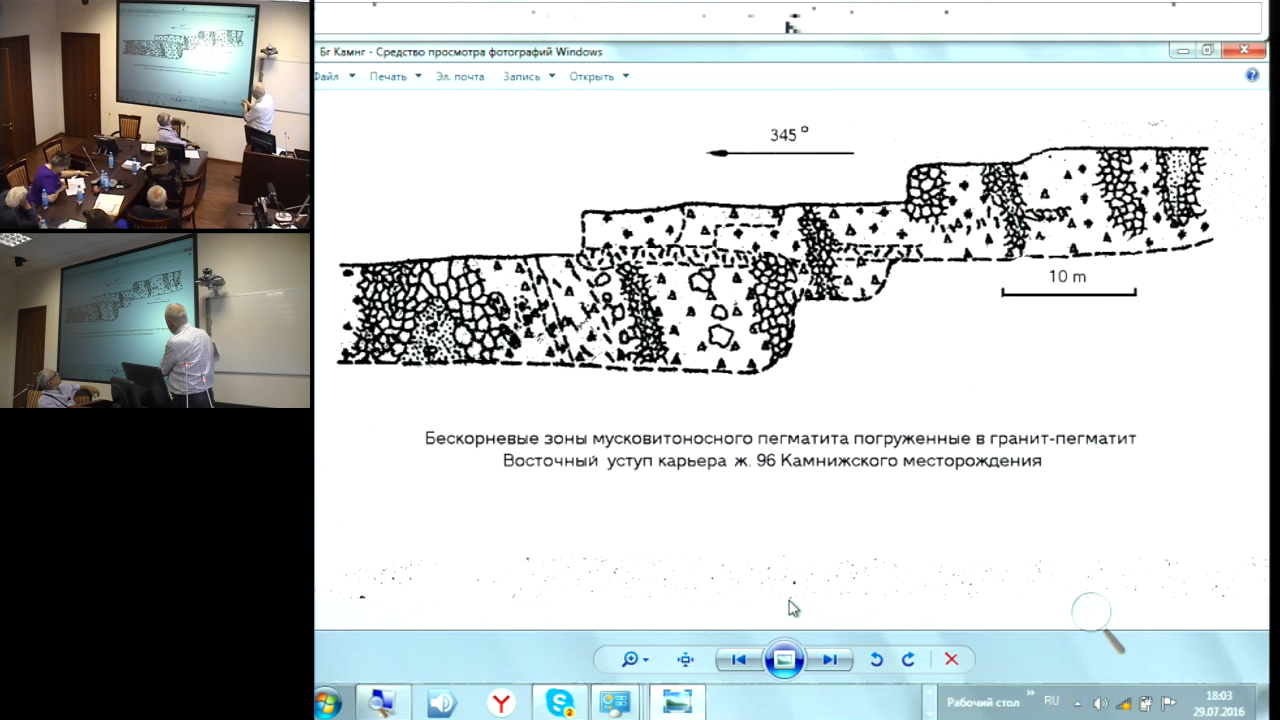 Бг Камнг - Средство просмотра фотографий Windows
Файл Печать Эл. почта Запись Открыть
345°
10 m
Бескорневые зоны мусковитоносного пегматита погруженные в гранит-пегматит
Восточный уступ карьера ж. 96 Камнижского месторождения
Рабочий стол RU 18:03
29.07.2016